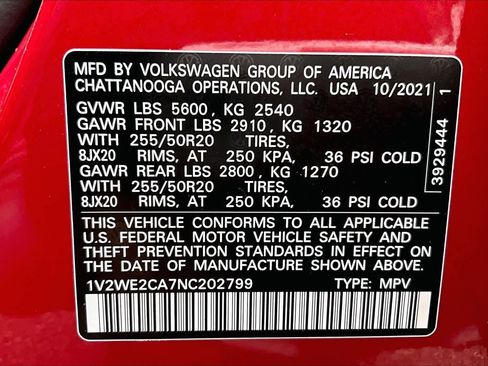 MFD BY VOLKSWAGEN GROUP OF AMERICA
CHATTANOOGA OPERATIONS, LLC. USA 10/2021
GVWR LBS 5600, KG 2540
GAWR FRONT LBS 2910, KG 1320
WITH 255/50R20 TIRES,
8JX20 RIMS, AT 250 KPA, 36 PSI COLD
GAWR REAR LBS 2800, KG 1270
WITH 255/50R20 TIRES,
8JX20 RIMS, AT 250 KPA, 36 PSI COLD
THIS VEHICLE CONFORMS TO ALL APPLICABLE
U.S. FEDERAL MOTOR VEHICLE SAFETY AND
THEFT PREVENTION STANDARDS IN EFFECT ON
THE DATE OF MANUFACTURE SHOWN ABOVE.
1V2WE2CA7NC202799 TYPE: MPV
3929444 1